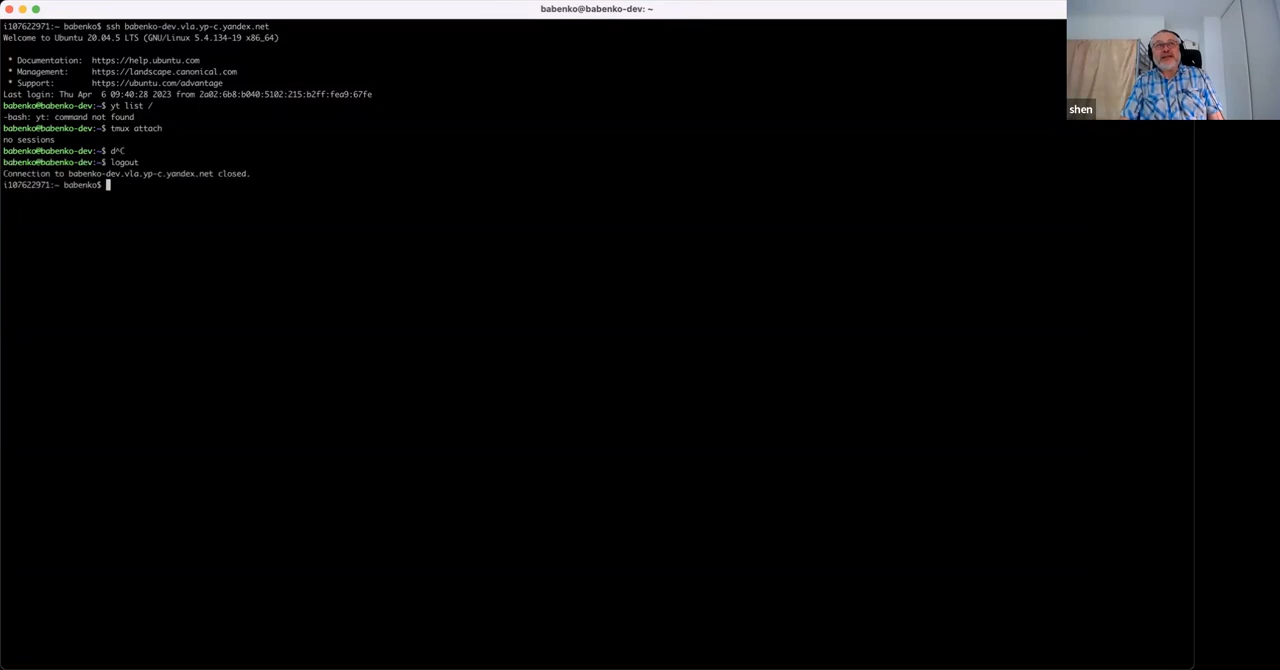 babenko@babenko-dev: ~
i107622971:~ babenko$ ssh babenko-dev.vla.yp-c.yandex.net
Welcome to Ubuntu 20.04.5 LTS (GNU/Linux 5.4.134-19 x86_64)
* Documentation:  https://help.ubuntu.com
* Management:     https://landscape.canonical.com
* Support:        https://ubuntu.com/advantage
Last login: Thu Apr  6 09:40:28 2023 from 2a02:6b8:b040:5102:215:b2ff:fea9:67fe
babenko@babenko-dev:~$ yt list /
-bash: yt: command not found
babenko@babenko-dev:~$ tmux attach
no sessions
babenko@babenko-dev:~$ d^C
babenko@babenko-dev:~$ logout
Connection to babenko-dev.vla.yp-c.yandex.net closed.
i107622971:~ babenko$
shen